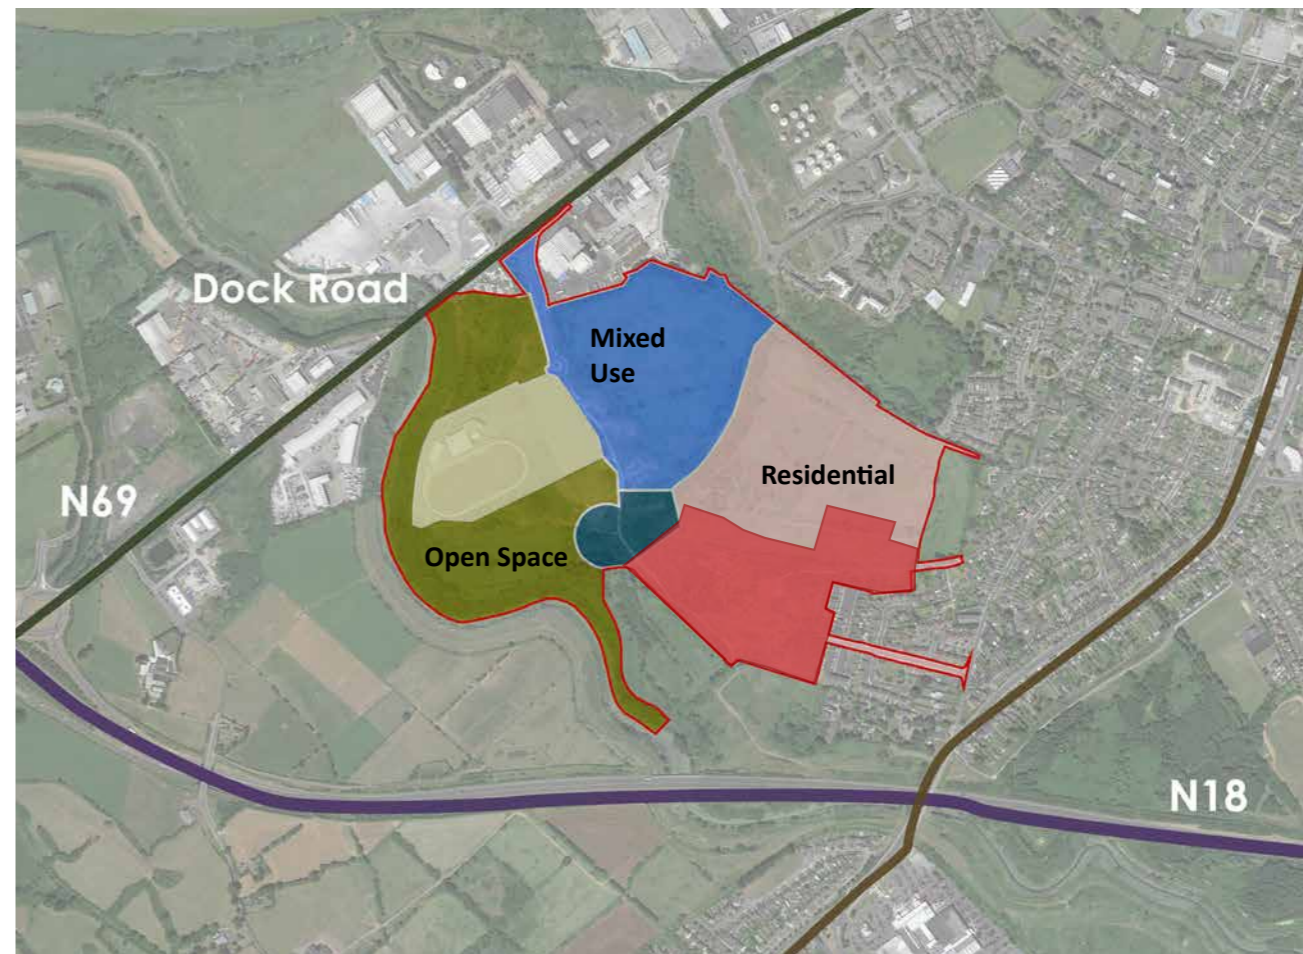 Dock Road
Mixed
Use
Residential
N69
Open Space
N18